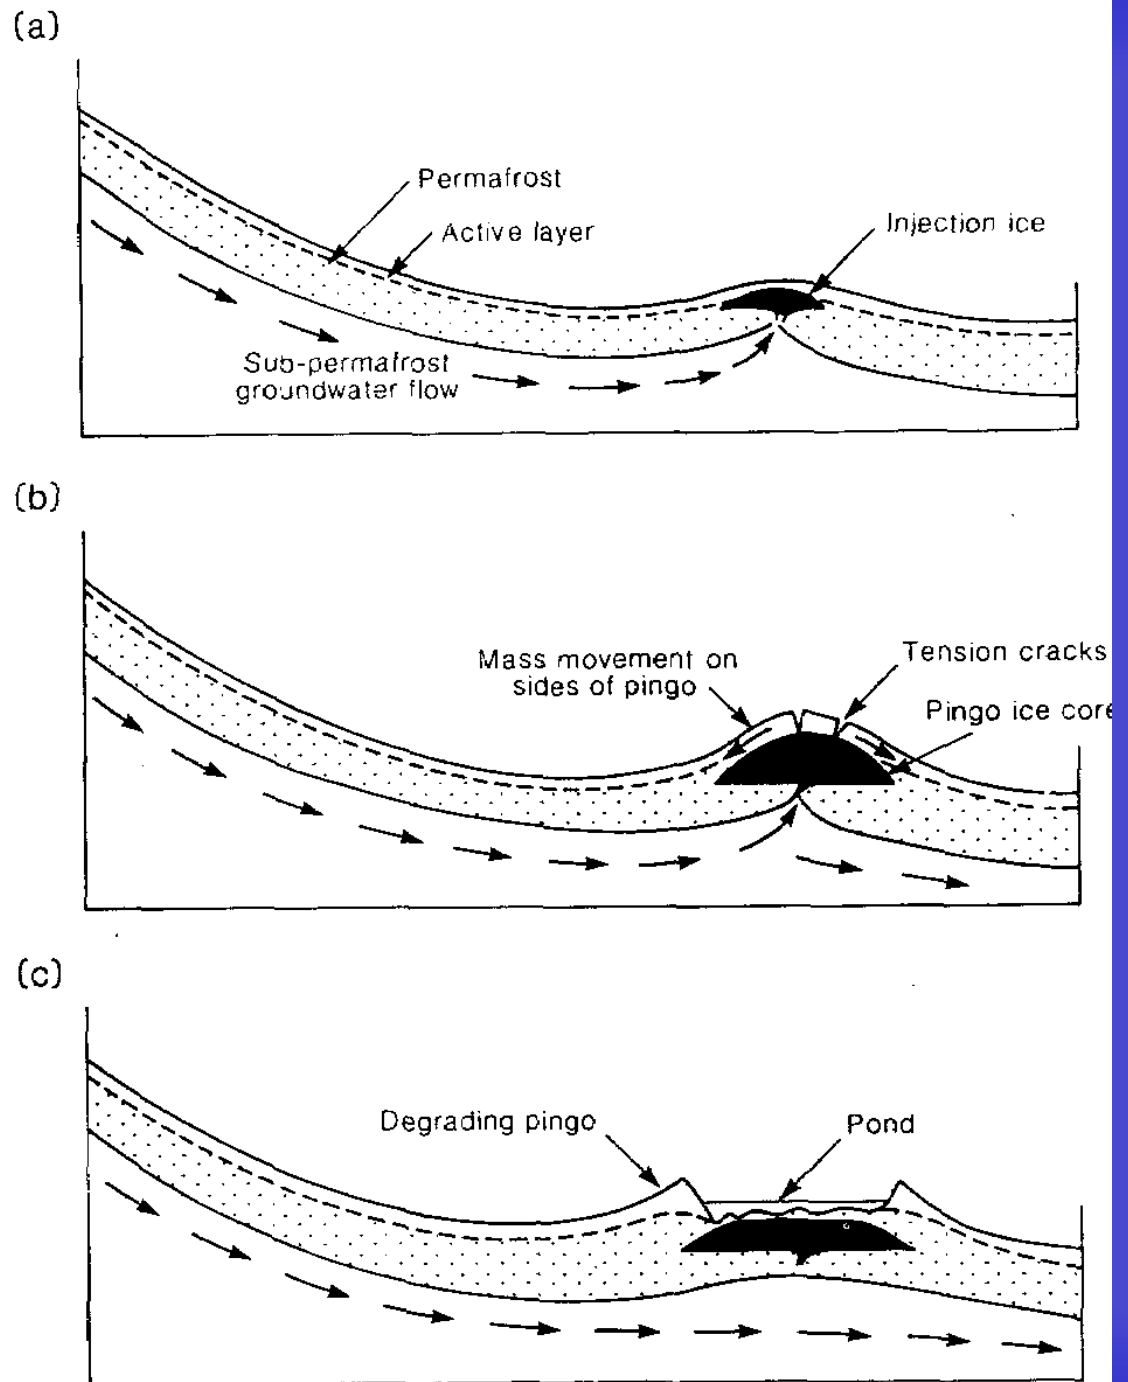 (a)
Permafrost
Active layer
Injection ice
Sub-permafrost
groundwater flow
(b)
Mass movement on
sides of pingo
Tension cracks
Pingo ice core
(c)
Degrading pingo
Pond